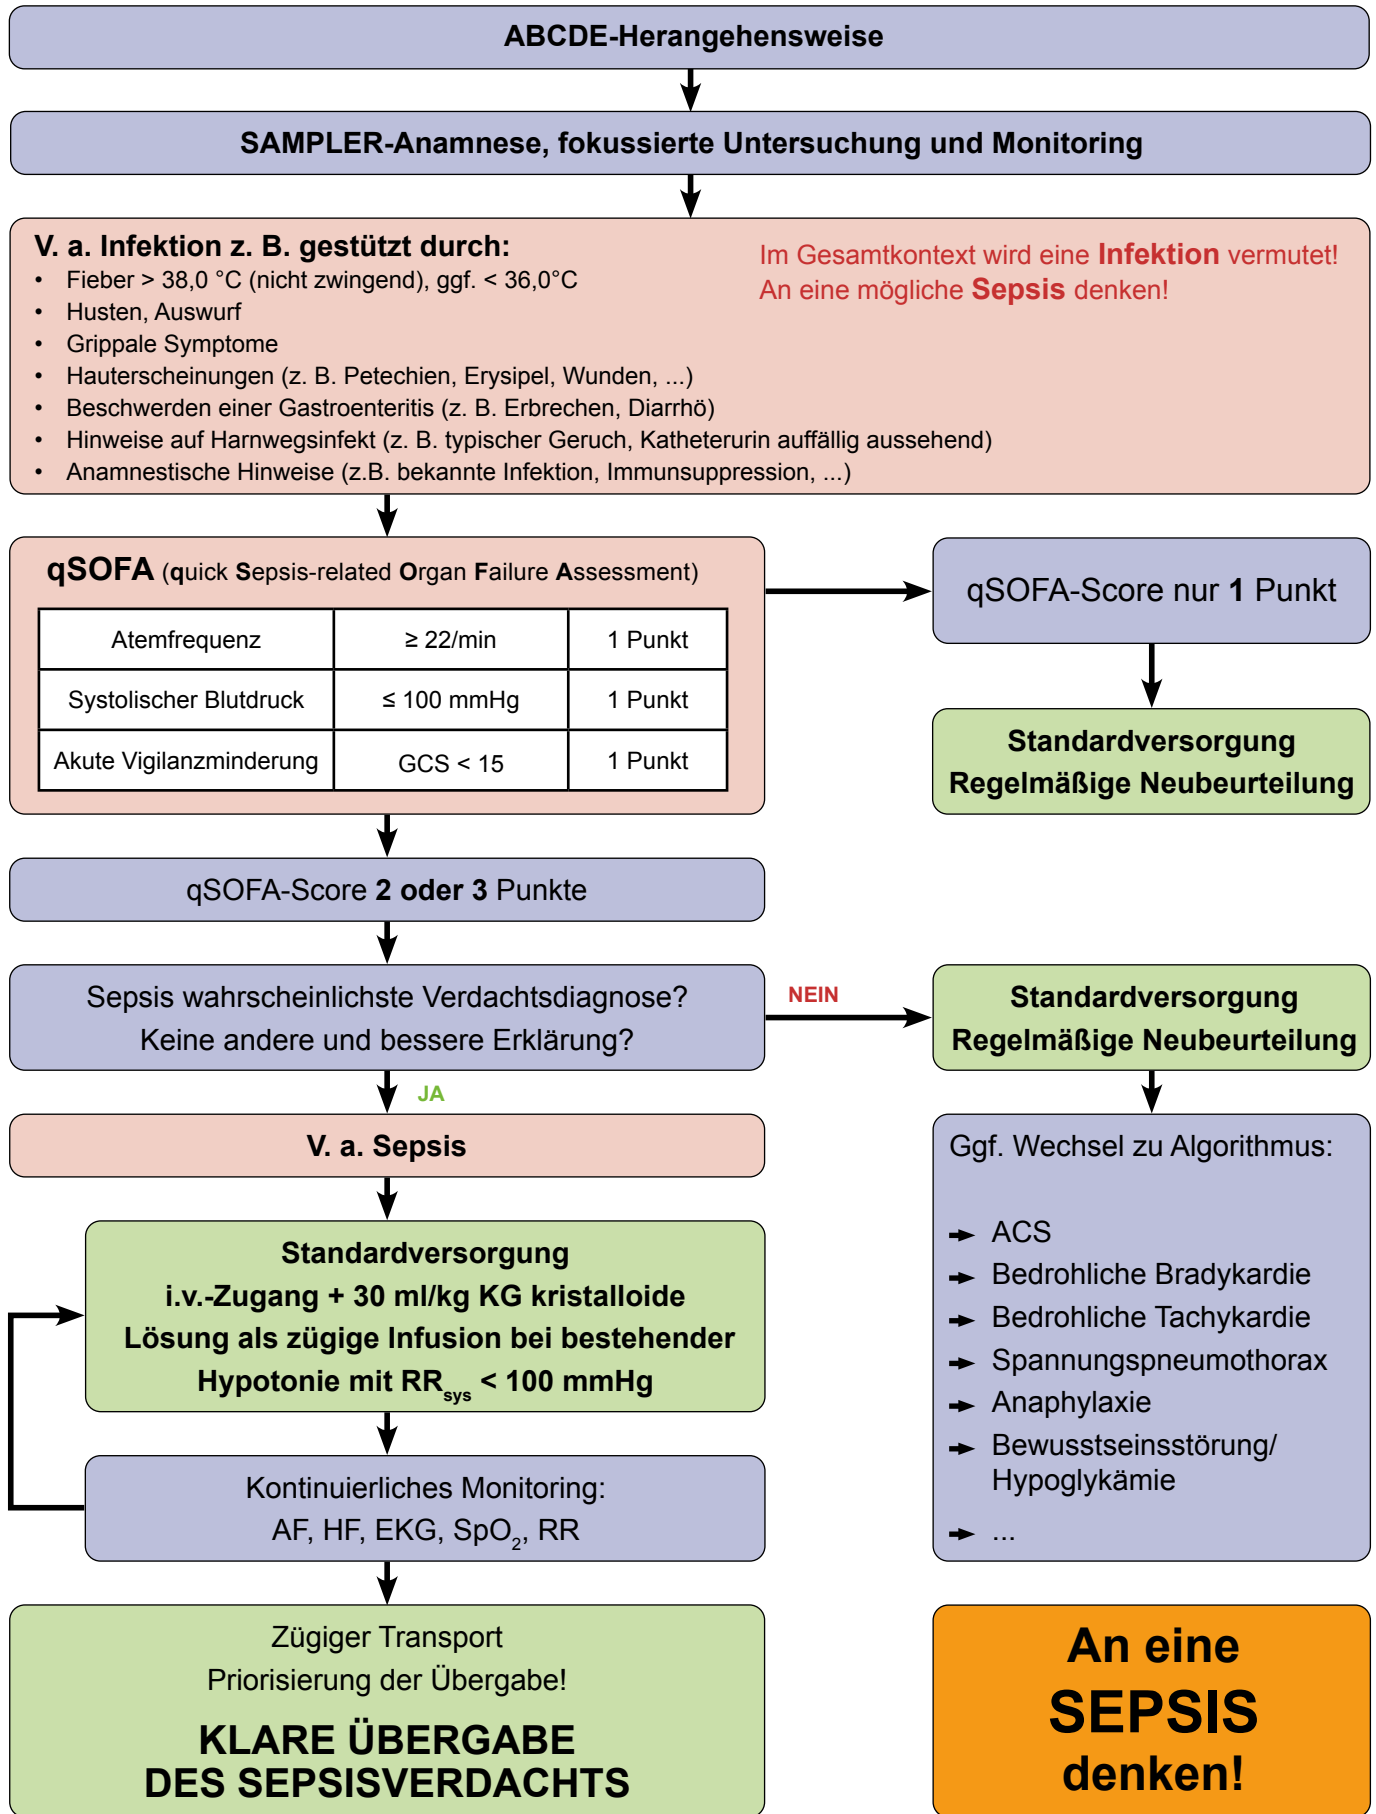 ABCDE-Herangehensweise
SAMPLER-Anamnese, fokussierte Untersuchung und Monitoring
V. a. Infektion z. B. gestützt durch:
• Fieber > 38,0 °C (nicht zwingend), ggf. < 36,0°C
• Husten, Auswurf
• Grippale Symptome
• Hauterscheinungen (z. B. Petechien, Erysipel, Wunden, ...)
• Beschwerden einer Gastroenteritis (z. B. Erbrechen, Diarrhö)
• Hinweise auf Harnwegsinfekt (z. B. typischer Geruch, Katheterurin auffällig aussehend)
• Anamnestische Hinweise (z.B. bekannte Infektion, Immunsuppression, ...)
Im Gesamtkontext wird eine Infektion vermutet!
An eine mögliche Sepsis denken!
qSOFA (quick Sepsis-related Organ Failure Assessment)
Atemfrequenz ≥ 22/min 1 Punkt
Systolischer Blutdruck ≤ 100 mmHg 1 Punkt
Akute Vigilanzminderung GCS < 15 1 Punkt
qSOFA-Score nur 1 Punkt
Standardversorgung
Regelmäßige Neubeurteilung
qSOFA-Score 2 oder 3 Punkte
Sepsis wahrscheinlichste Verdachtsdiagnose?
Keine andere und bessere Erklärung?
NEIN
Standardversorgung
Regelmäßige Neubeurteilung
JA
V. a. Sepsis
Standardversorgung
i.v.-Zugang + 30 ml/kg KG kristalloide
Lösung als zügige Infusion bei bestehender
Hypotonie mit RRsys < 100 mmHg
Kontinuierliches Monitoring:
AF, HF, EKG, SpO2, RR
Zügiger Transport
Priorisierung der Übergabe!
KLARE ÜBERGABE
DES SEPSISVERDACHTS
Ggf. Wechsel zu Algorithmus:
➨ ACS
➨ Bedrohliche Bradykardie
➨ Bedrohliche Tachykardie
➨ Spannungspneumothorax
➨ Anaphylaxie
➨ Bewusstseinsstörung/
Hypoglykämie
➨ ...
An eine
SEPSIS
denken!